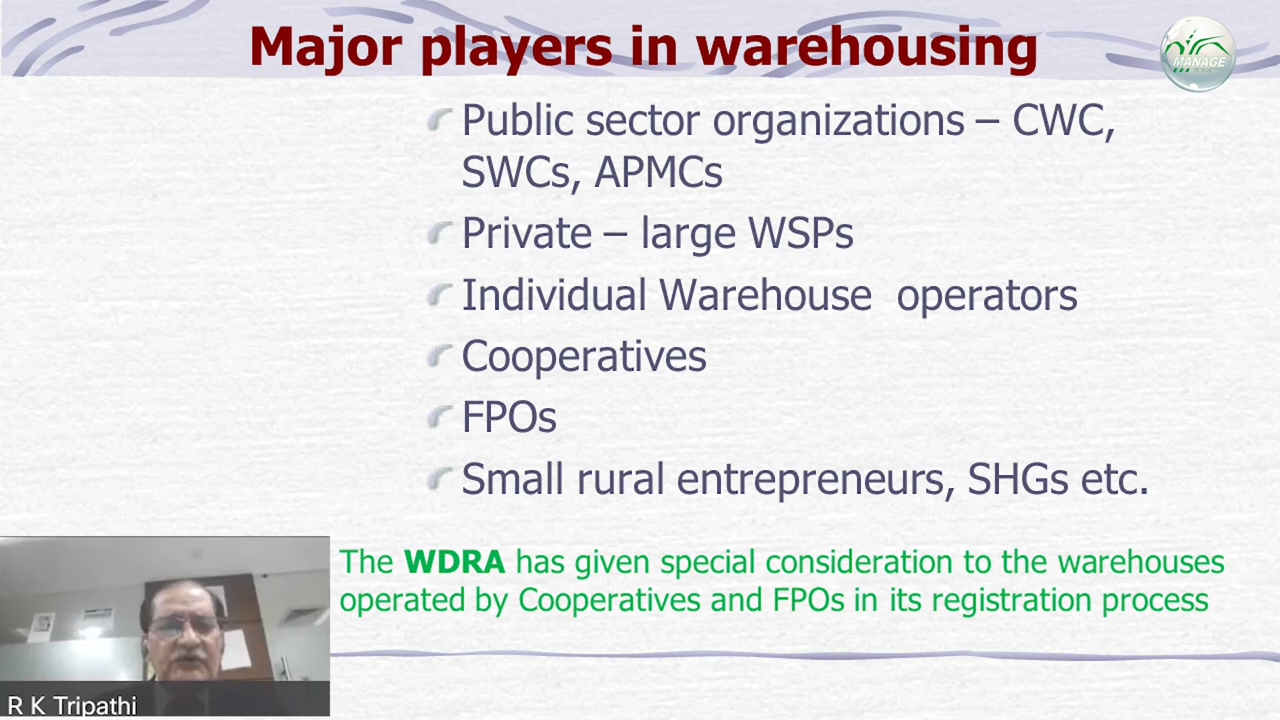 Major players in warehousing
MANAGE
Public sector organizations – CWC,
SWCs, APMCs
Private – large WSPs
Individual Warehouse  operators
Cooperatives
FPOs
Small rural entrepreneurs, SHGs etc.
The WDRA has given special consideration to the warehouses
operated by Cooperatives and FPOs in its registration process
R K Tripathi